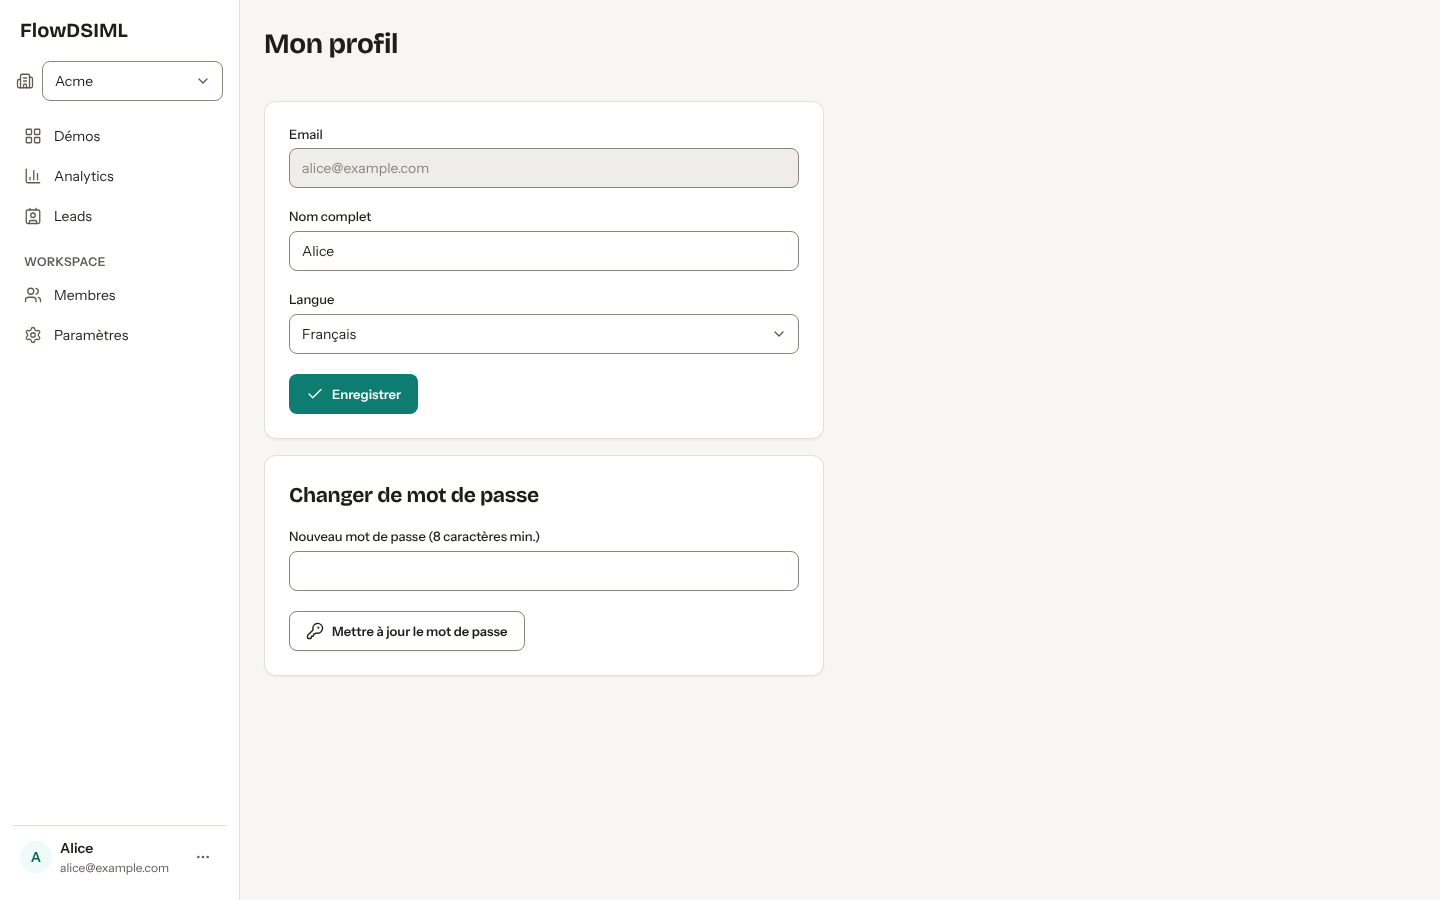 FlowDSIML
Acme
Démos
Analytics
Leads
WORKSPACE
Membres
Paramètres
Alice
alice@example.com
Mon profil
Email
alice@example.com
Nom complet
Alice
Langue
Français
Enregistrer
Changer de mot de passe
Nouveau mot de passe (8 caractères min.)
Mettre à jour le mot de passe
A